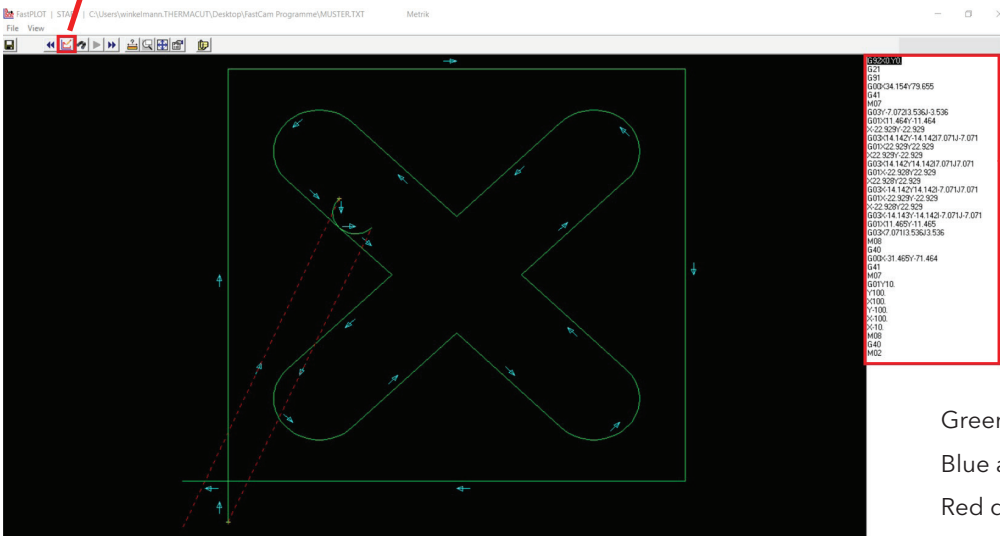 FastPLOT | C:\Users\winkelmann.THERMACUT\Desktop\FastCam Programme\MUSTER.TXT Metrik
File View
G92X0.Y0.
G21
G91
G00X34.154Y79.655
G41
M07
G03Y-7.072I3.536J-3.536
G01X11.464Y-11.464
X-22.929Y-22.929
G03X14.142Y-14.142I7.071J-7.071
G01X22.929Y22.929
X22.929Y-22.929
G03X14.142Y14.142I7.071J7.071
G01X-22.928Y22.929
X22.928Y22.929
G03X-14.142Y14.142I-7.071J7.071
G01X-22.929Y-22.929
X-22.929Y22.929
G03X-14.143Y-14.142I-7.071J-7.071
G01X11.465Y-11.465
G03X7.071I3.536J3.536
M08
G40
G00X-31.465Y-71.464
G41
M07
G01Y10.
Y100.
X100.
Y-100.
X-100.
X-10.
M08
G40
M02
Green
Blue a
Red d